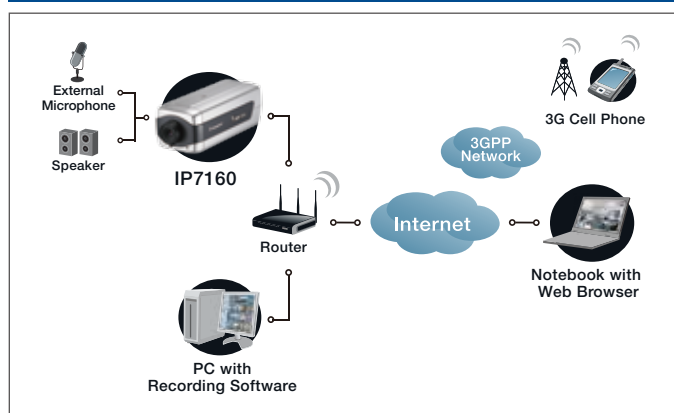 External
Microphone
Speaker
IP7160
Router
PC with
Recording Software
Internet
3GPP
Network
3G Cell Phone
Notebook with
Web Browser